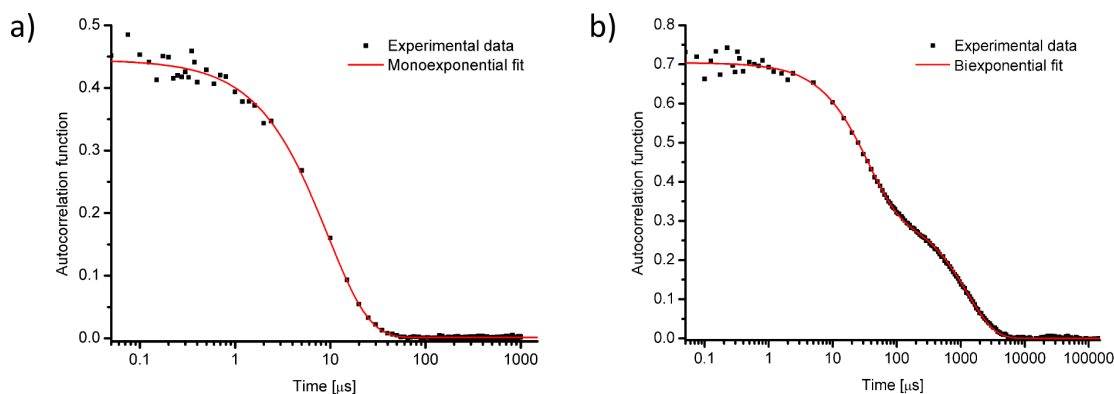 a)
0.5
0.4
0.3
0.2
0.1
0.0
Autocorrelation function
Experimental data
Monoexponential fit
0.1 1 10 100 1000
Time [μs]
b)
0.8
0.7
0.6
0.5
0.4
0.3
0.2
0.1
0.0
Autocorrelation function
Experimental data
Biexponential fit
0.1 1 10 100 1000 10000 100000
Time [μs]